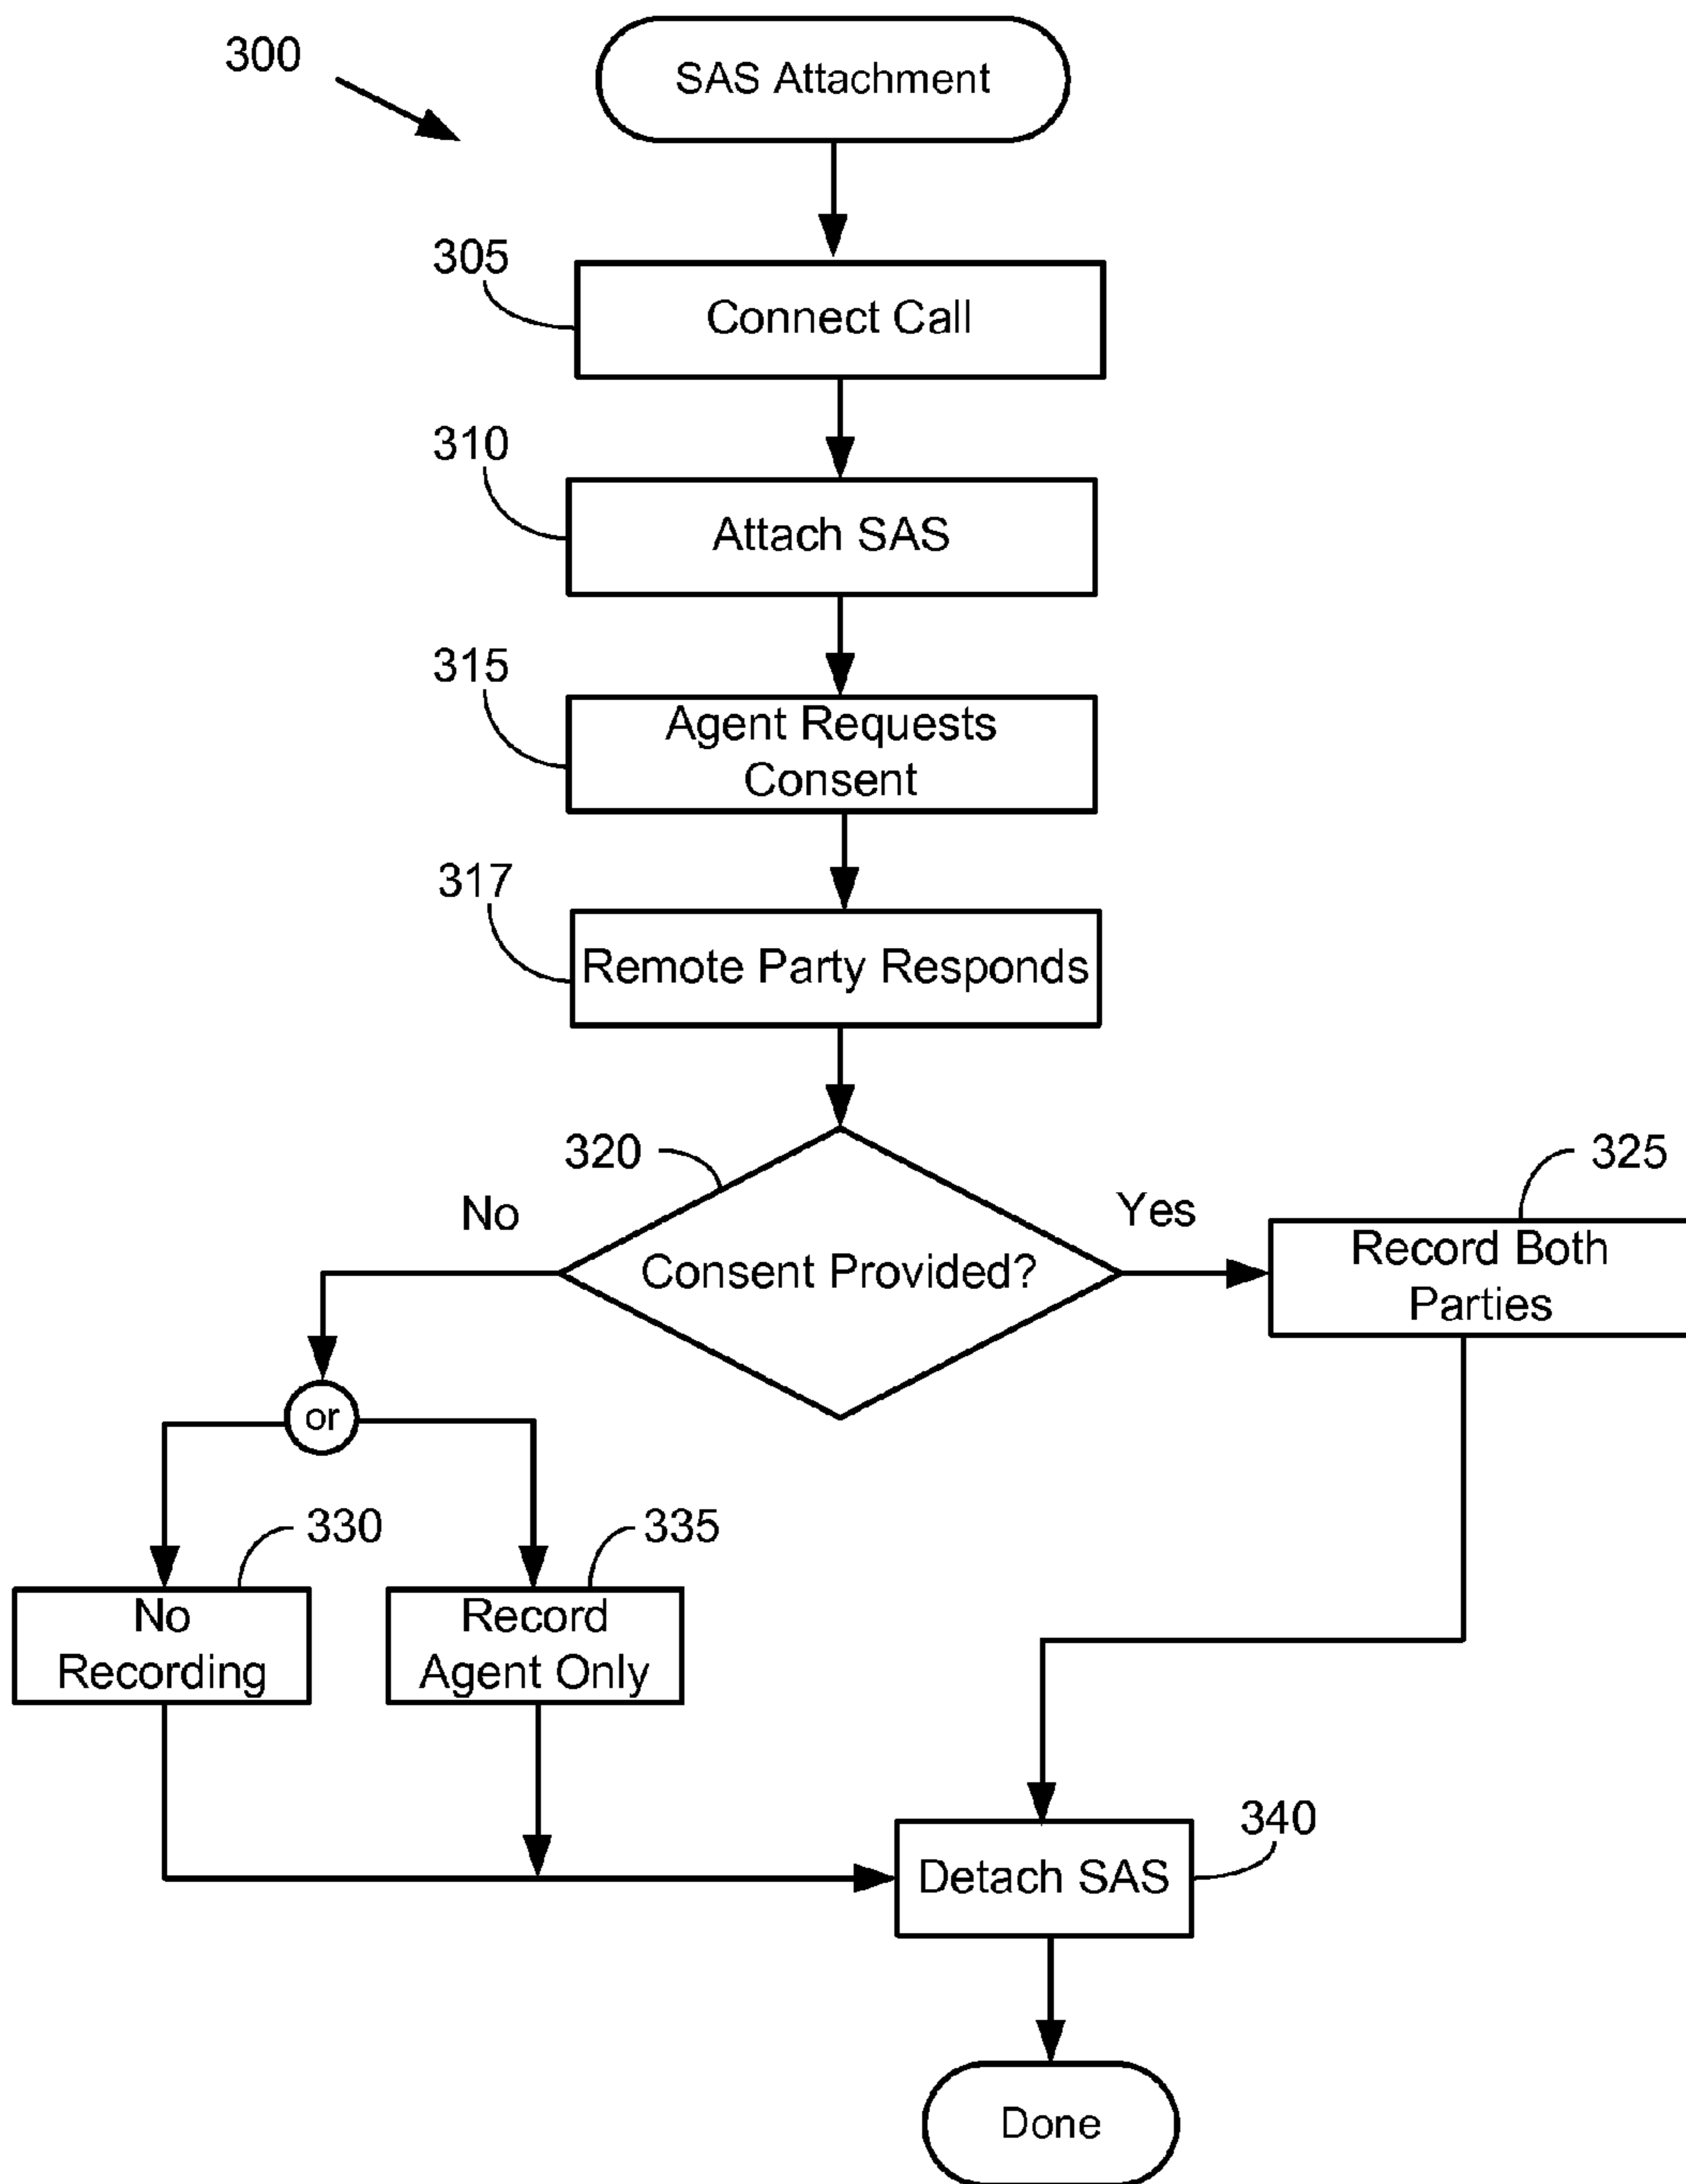 300
SAS Attachment
305
Connect Call
310
Attach SAS
315
Agent Requests
Consent
317
Remote Party Responds
320
No
Consent Provided?
Yes
325
Record Both
Parties
or
330
No
Recording
335
Record
Agent Only
340
Detach SAS
Done